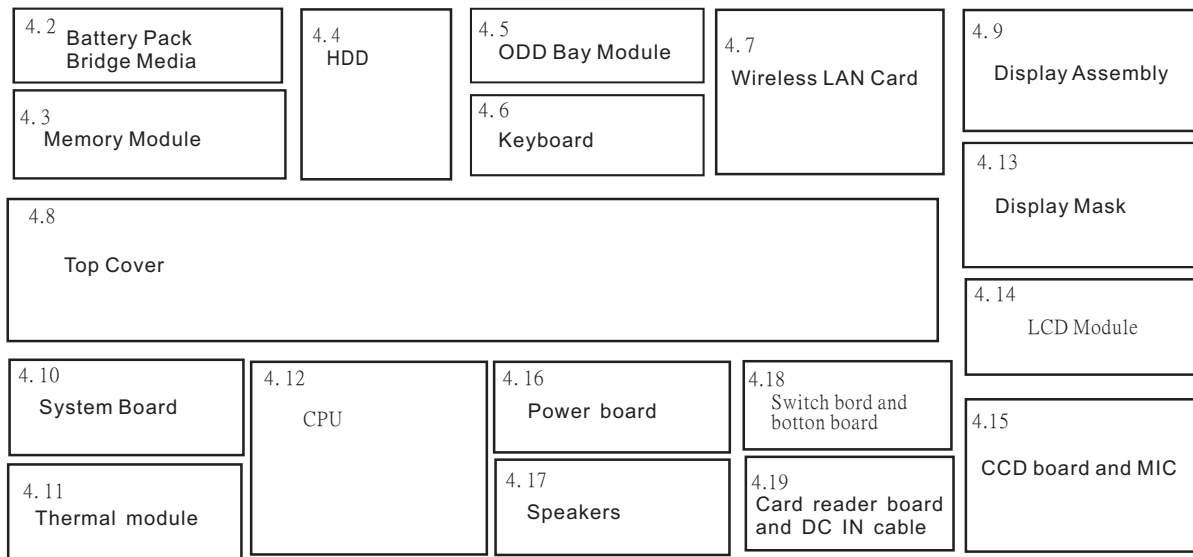 4.2
Battery Pack
Bridge Media
4.3
Memory Module
4.4
HDD
4.5
ODD Bay Module
4.6
Keyboard
4.7
Wireless LAN Card
4.9
Display Assembly
4.13
Display Mask
4.8
Top Cover
4.14
LCD Module
4.10
System Board
4.11
Thermal module
4.12
CPU
4.16
Power board
4.17
Speakers
4.18
Switch bord and
botton board
4.19
Card reader board
and DC IN cable
4.15
CCD board and MIC